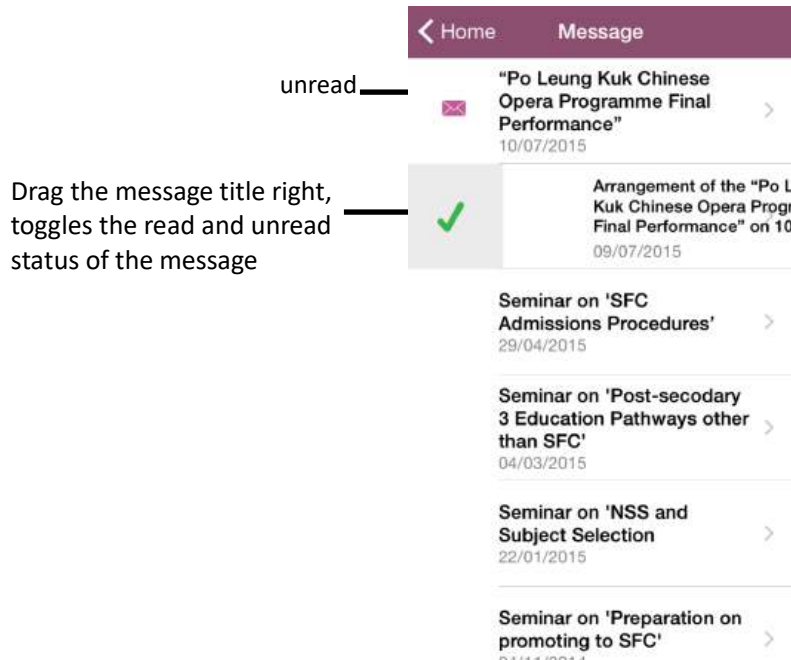 Home
Message
unread
"Po Leung Kuk Chinese
Opera Programme Final
Performance"
10/07/2015
Drag the message title right,
toggles the read and unread
status of the message
Arrangement of the "Po L
Kuk Chinese Opera Progr
Final Performance" on 10
09/07/2015
Seminar on 'SFC
Admissions Procedures'
29/04/2015
Seminar on 'Post-secodary
3 Education Pathways other
than SFC'
04/03/2015
Seminar on 'NSS and
Subject Selection
22/01/2015
Seminar on 'Preparation on
promoting to SFC'